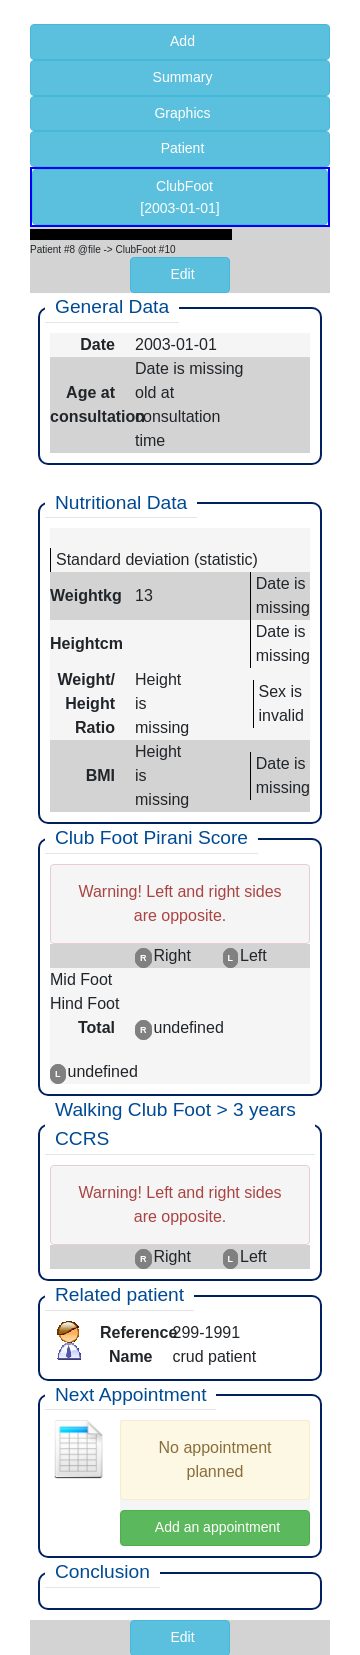 Add
Summary
Graphics
Patient
ClubFoot
[2003-01-01]
Patient #8 @file -> ClubFoot #10
Edit
General Data
Date 2003-01-01
Age at consultation Date is missing
old at
consultation
time
Nutritional Data
Standard deviation (statistic)
Weightkg 13 Date is
missing
Heightcm Date is
missing
Weight/ Height
Height is Sex is
Ratio missing invalid
Height
BMI is Date is
missing missing
Club Foot Pirani Score
Warning! Left and right sides
are opposite.
R Right L Left
Mid Foot
Hind Foot
Total R undefined
L undefined
Walking Club Foot > 3 years
CCRS
Warning! Left and right sides
are opposite.
R Right L Left
Related patient
Reference 299-1991
Name crud patient
Next Appointment
No appointment
planned
Add an appointment
Conclusion
Edit